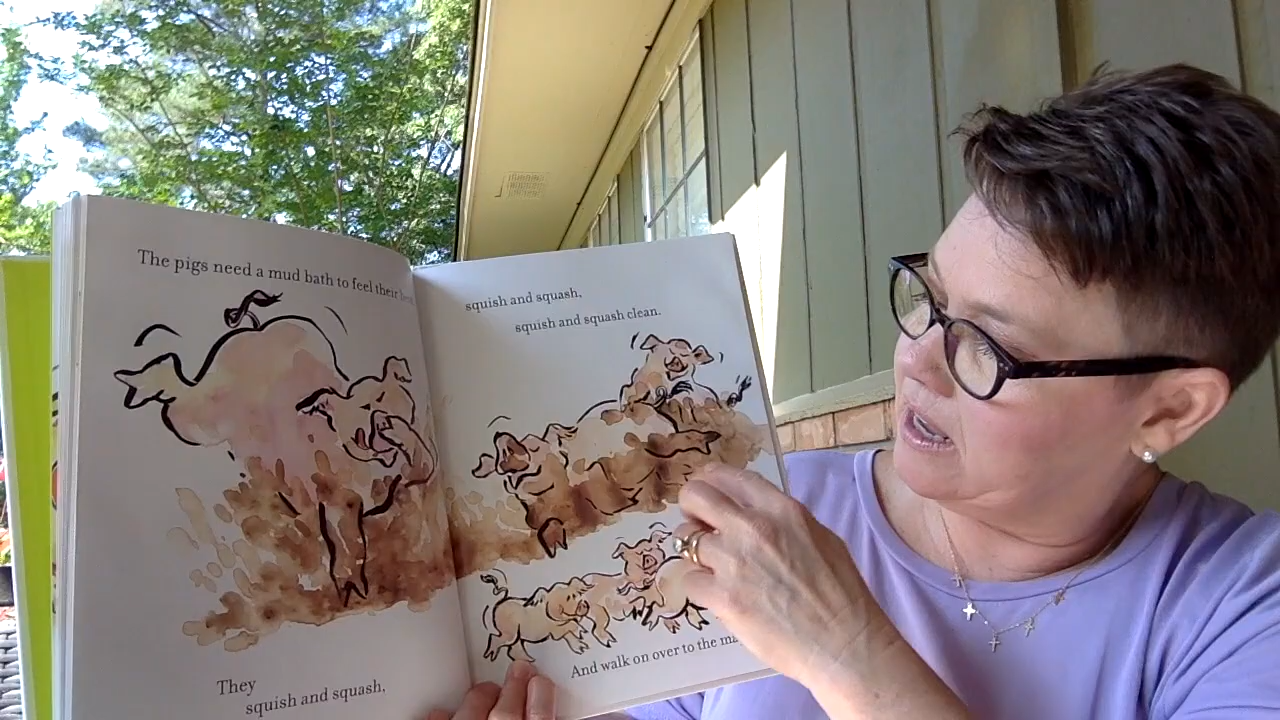 The pigs need a mud bath to feel their
They
squish and squash,
squish and squash,
squish and squash clean.
And walk on over to the